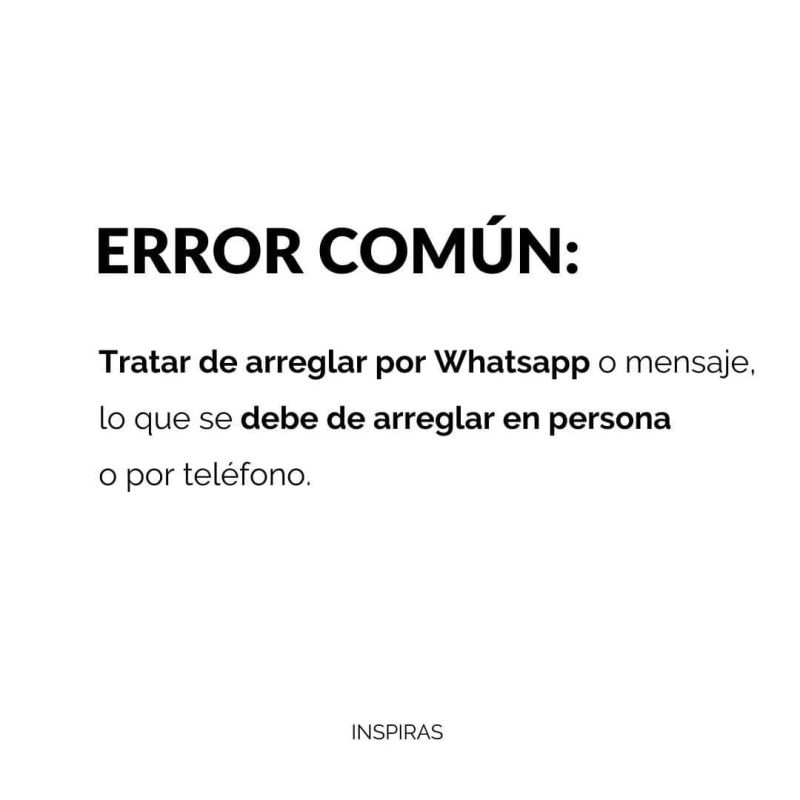 ERROR COMÚN:
Tratar de arreglar por Whatsapp o mensaje,
lo que se debe de arreglar en persona
o por teléfono.
INSPIRAS